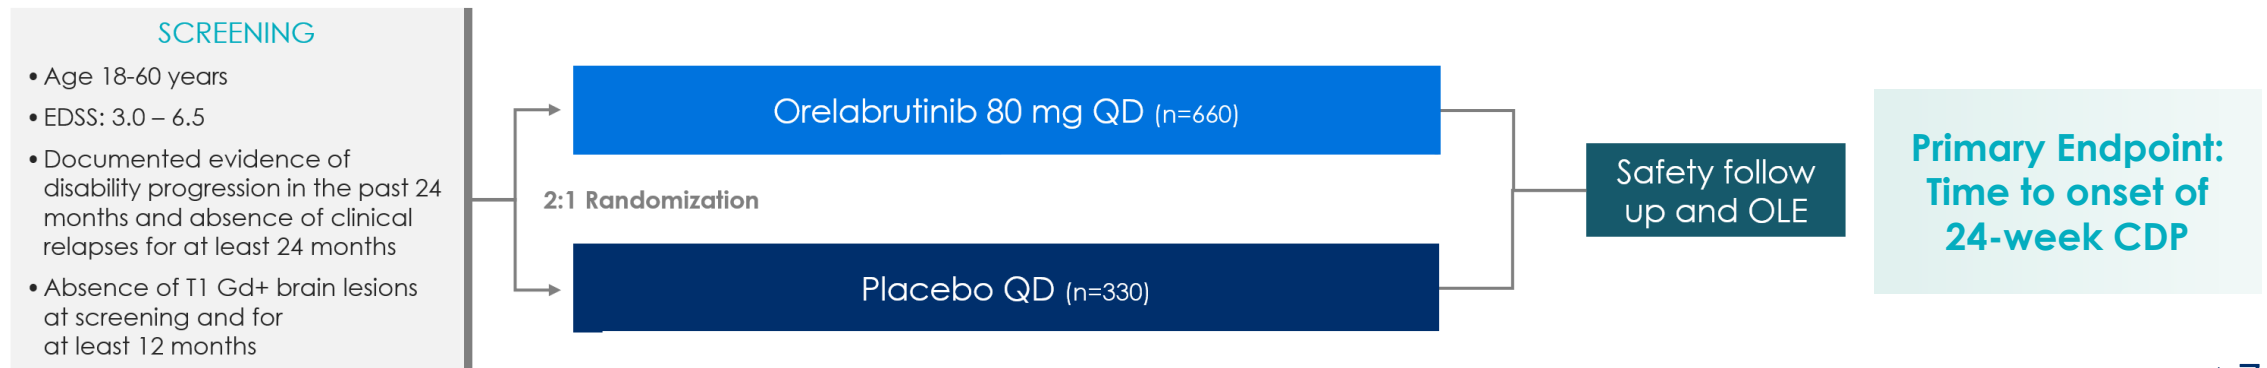 SCREENING
• Age 18-60 years
• EDSS: 3.0 – 6.5
• Documented evidence of
disability progression in the past 24
months and absence of clinical
relapses for at least 24 months
• Absence of T1 Gd+ brain lesions
at screening and for
at least 12 months
Orelabrutinib 80 mg QD (n=660)
2:1 Randomization
Placebo QD (n=330)
Safety follow
up and OLE
Primary Endpoint:
Time to onset of
24-week CDP